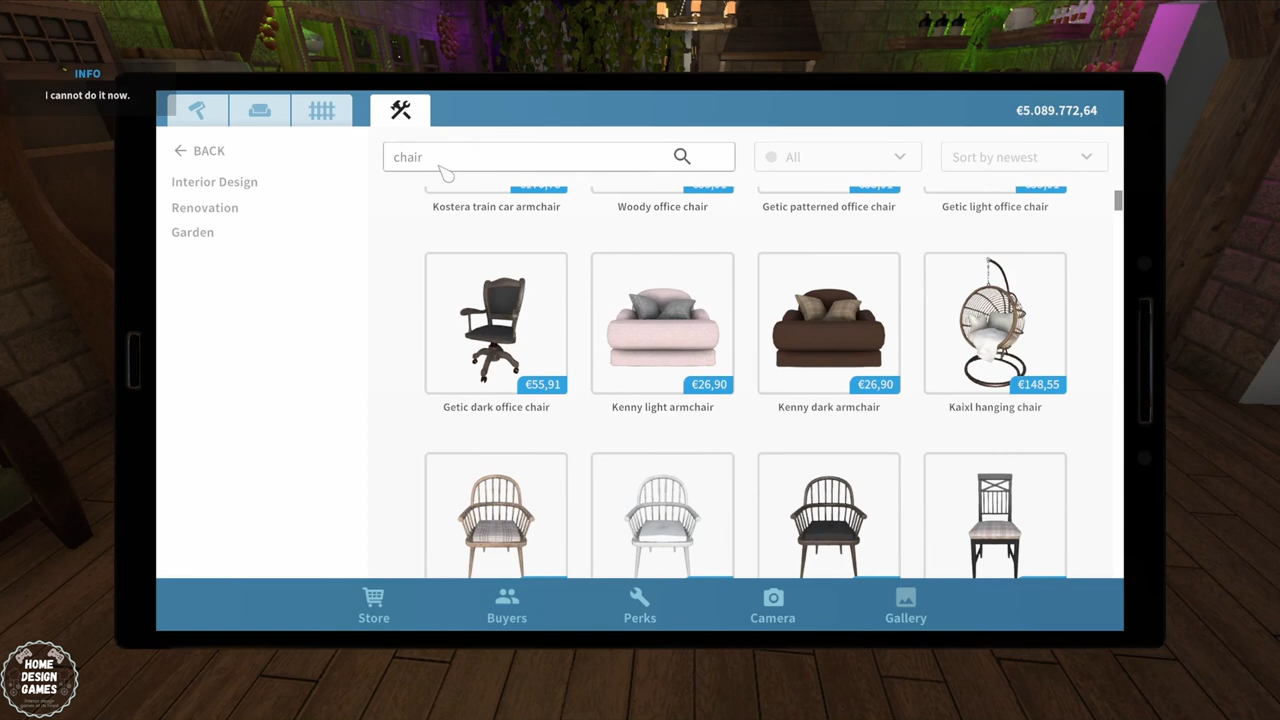 INFO
I cannot do it now.
€5.089.772,64
BACK
chair
All
Sort by newest
Interior Design
Renovation
Garden
Kostera train car armchair
Woody office chair
Getic patterned office chair
Getic light office chair
€55,91
€26,90
€26,90
€148,55
Getic dark office chair
Kenny light armchair
Kenny dark armchair
Kaixl hanging chair
Store
Buyers
Perks
Camera
Gallery
HOME
DESIGN
GAMES